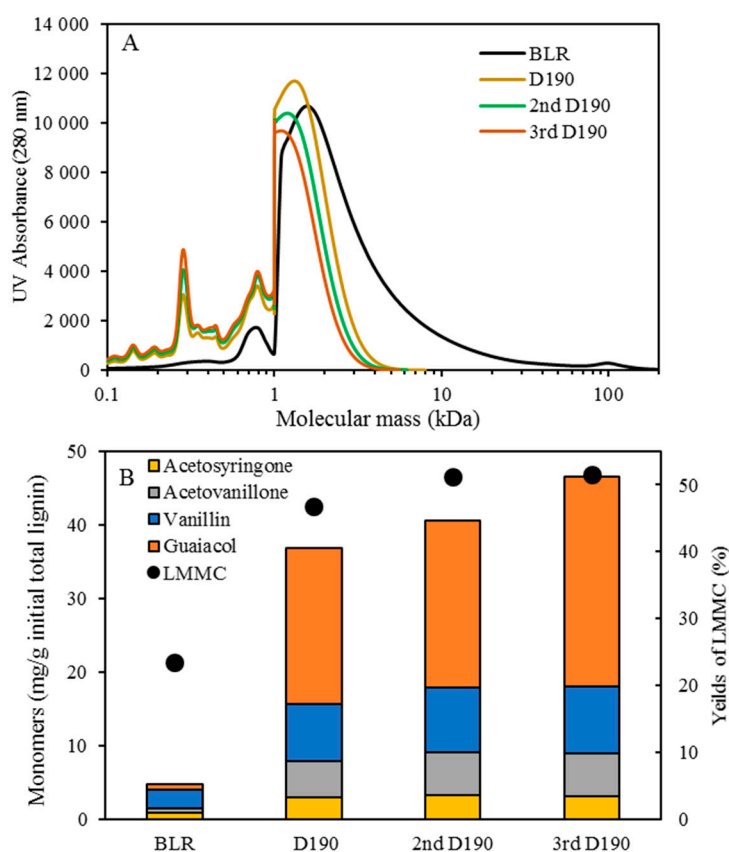 A
BLR
D190
2nd D190
3rd D190
UV Absorbance (280 nm)
14 000
12 000
10 000
8 000
6 000
4 000
2 000
0
0.1 1 10 100
Molecular mass (kDa)
B
Acetosyringone
Acetovanillone
Vanillin
Guaiacol
LMMC
Monomers (mg/g initial total lignin)
50
40
30
20
10
0
Yeilds of LMMC (%)
50
40
30
20
10
0
BLR D190 2nd D190 3rd D190